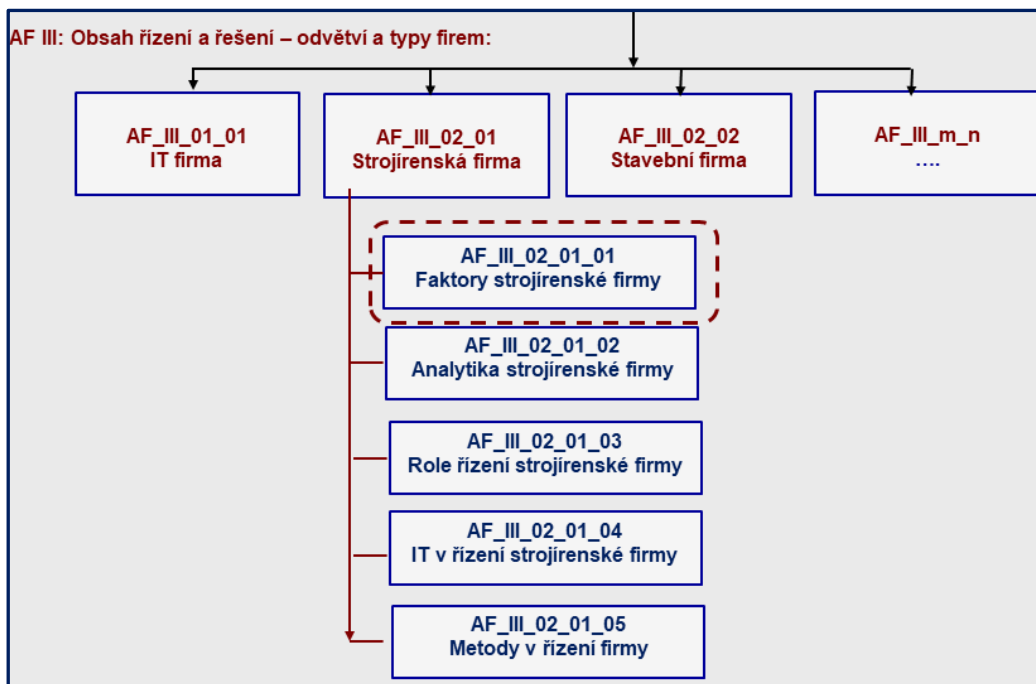 AF III: Obsah řízení a řešení – odvětví a typy firem:
AF_III_01_01
IT firma
AF_III_02_01
Strojírenská firma
AF_III_02_02
Stavební firma
AF_III_m_n
….
AF_III_02_01_01
Faktory strojírenské firmy
AF_III_02_01_02
Analytika strojírenské firmy
AF_III_02_01_03
Role řízení strojírenské firmy
AF_III_02_01_04
IT v řízení strojírenské firmy
AF_III_02_01_05
Metody v řízení firmy